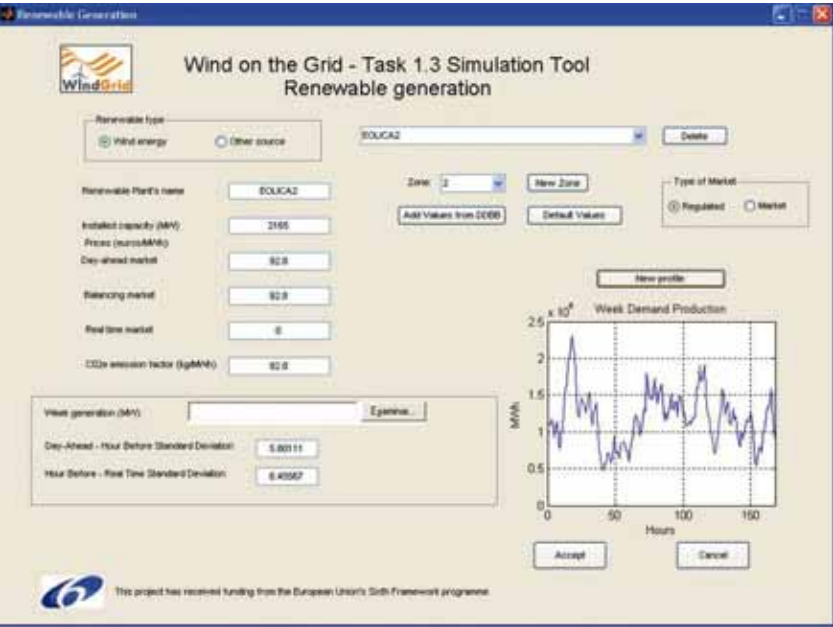 Renewable Generation
WindGrid
Wind on the Grid - Task 1.3 Simulation Tool
Renewable generation
Renewable type
Wind energy
Other source
EOLICA2
Delete
Renewable Plant's name
EOLICA2
Zone:
2
New Zone
Type of Market
Regulated
Market
Add Values from DDBB
Default Values
Installed capacity (MW)
2165
Prices (euros/MWh)
Day-ahead market
92.8
Balancing market
92.8
Real time market
0
CO2e emission factor (kg/MWh)
92.8
New profile
Week Demand Production
x 10
2.5
2
1.5
1
0.5
0
MWh
0
50
100
150
Hours
Week generation (MW)
Examinar...
Day-Ahead - Hour Before Standard Deviation
5.80111
Hour Before - Real Time Standard Deviation
Accept
Cancel
6
This project has received funding from the European Union's Sixth Framework programme